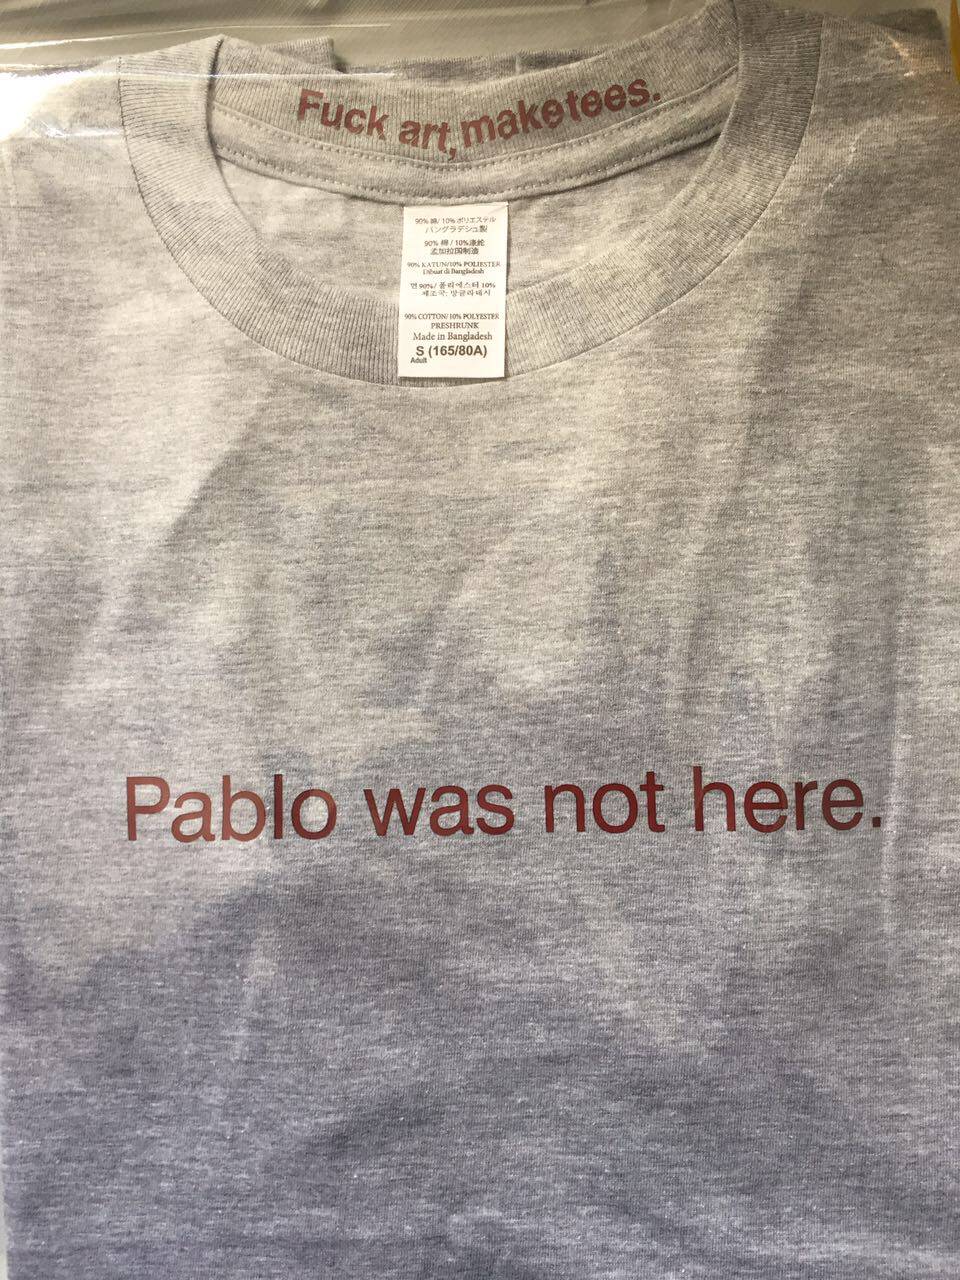 Fuck art, make tees.
90% 綿/ 10% ポリエステル
バングラデシュ製
90% 棉 / 10%涤纶
孟加拉国制造
90% KATUN/10% POLIESTER
Dibuat di Bangladesh
면 90%/ 폴리에스터 10%
제조국: 방글라데시
90% COTTON/ 10% POLYESTER
PRESHRUNK
Made in Bangladesh
S (165/80A)
Adult
Pablo was not here.